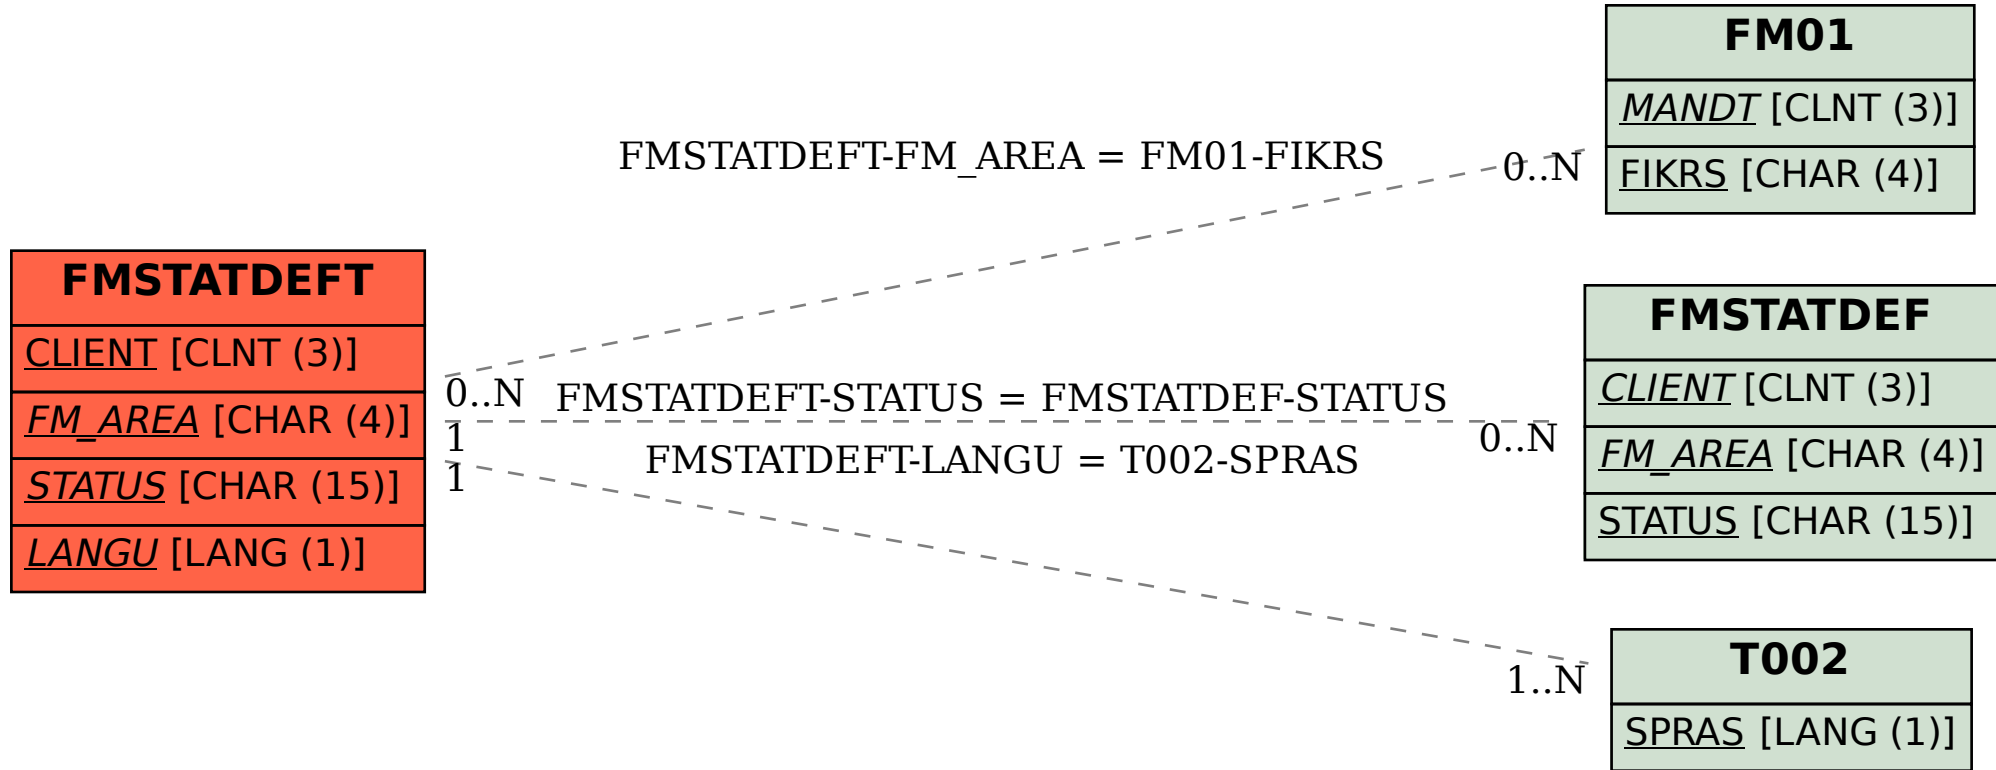 FMSTATDEFT
CLIENT [CLNT (3)]
FM_AREA [CHAR (4)]
STATUS [CHAR (15)]
LANGU [LANG (1)]
FMSTATDEFT-FM_AREA = FM01-FIKRS
0..N
0..N
FMSTATDEFT-STATUS = FMSTATDEF-STATUS
1
0..N
FMSTATDEFT-LANGU = T002-SPRAS
1
1..N
FM01
MANDT [CLNT (3)]
FIKRS [CHAR (4)]
FMSTATDEF
CLIENT [CLNT (3)]
FM_AREA [CHAR (4)]
STATUS [CHAR (15)]
T002
SPRAS [LANG (1)]